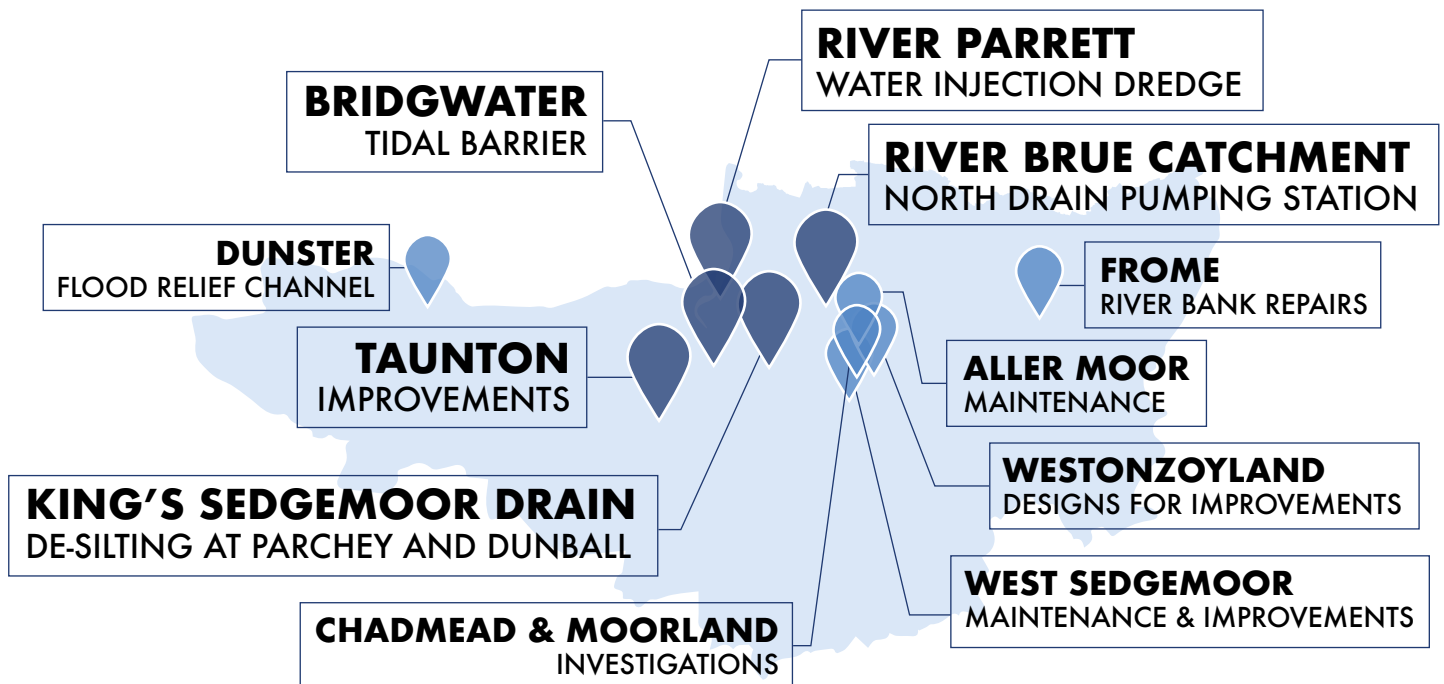 RIVER PARRETT
WATER INJECTION DREDGE
BRIDGWATER
TIDAL BARRIER
RIVER BRUE CATCHMENT
NORTH DRAIN PUMPING STATION
DUNSTER
FLOOD RELIEF CHANNEL
FROME
RIVER BANK REPAIRS
TAUNTON
IMPROVEMENTS
ALLER MOOR
MAINTENANCE
WESTONZOYLAND
DESIGNS FOR IMPROVEMENTS
KING’S SEDGEMOOR DRAIN
DE-SILTING AT PARCHEY AND DUNBALL
WEST SEDGEMOOR
MAINTENANCE & IMPROVEMENTS
CHADMEAD & MOORLAND
INVESTIGATIONS